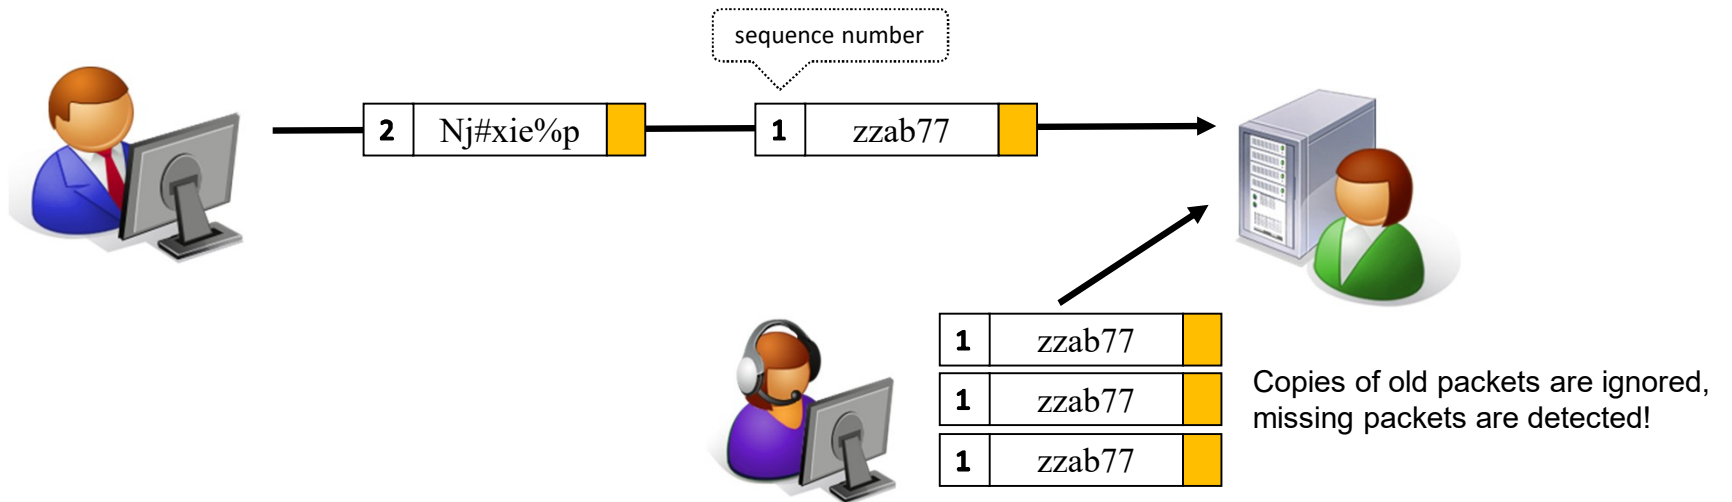 sequence number
2 Nj#xie%p
1 zzab77
1 zzab77
1 zzab77
1 zzab77
Copies of old packets are ignored,
missing packets are detected!